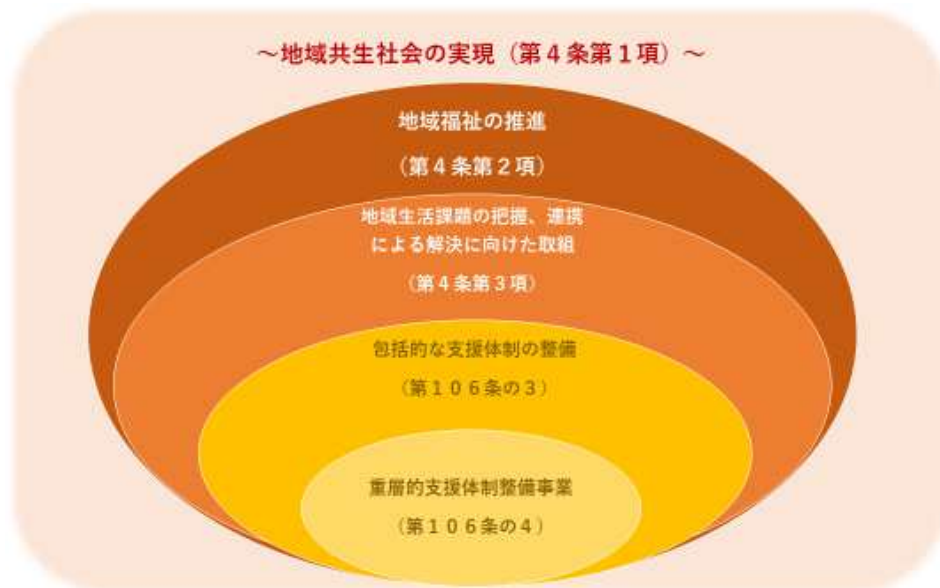 ～地域共生社会の実現（第４条第１項）～
地域福祉の推進
（第４条第２項）
地域生活課題の把握、連携
による解決に向けた取組
（第４条第３項）
包括的な支援体制の整備
（第１０６条の３）
重層的支援体制整備事業
（第１０６条の４）